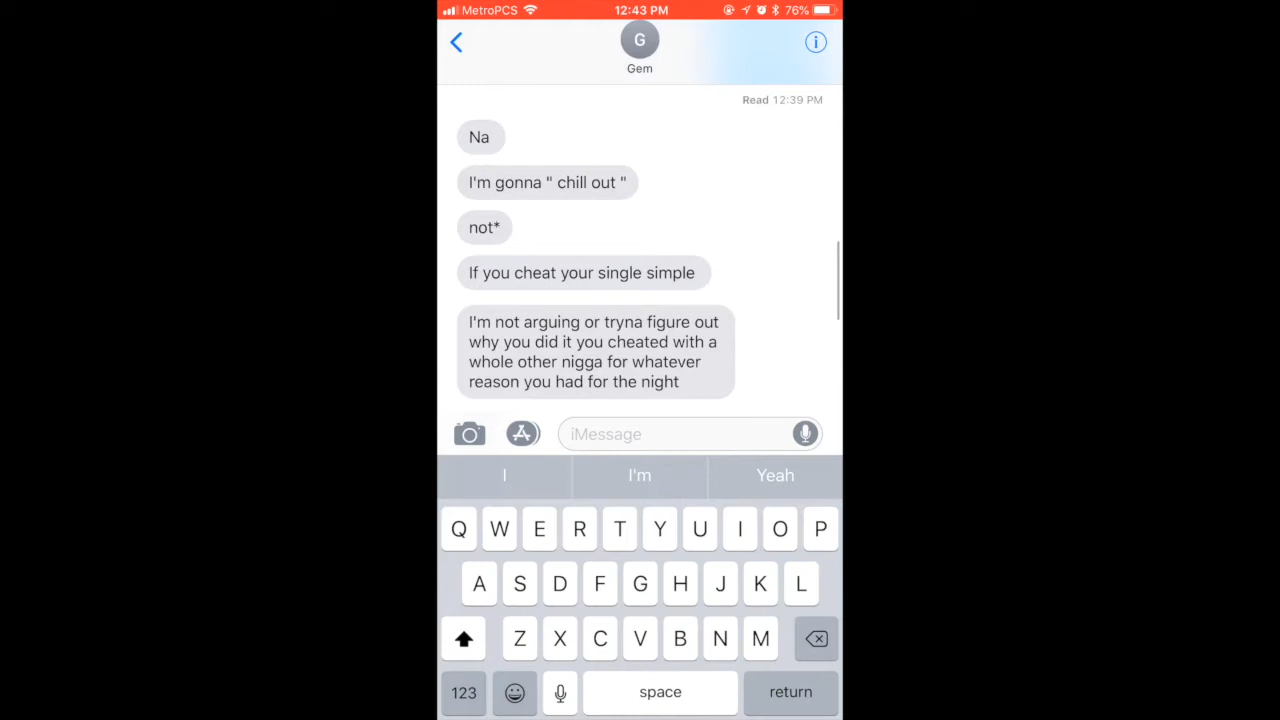 MetroPCS 12:43 PM 76%
G
Gem
Read 12:39 PM
Na
I'm gonna " chill out "
not*
If you cheat your single simple
I'm not arguing or tryna figure out
why you did it you cheated with a
whole other nigga for whatever
reason you had for the night
iMessage
I I'm Yeah
Q W E R T Y U I O P
A S D F G H J K L
Z X C V B N M
123 space return